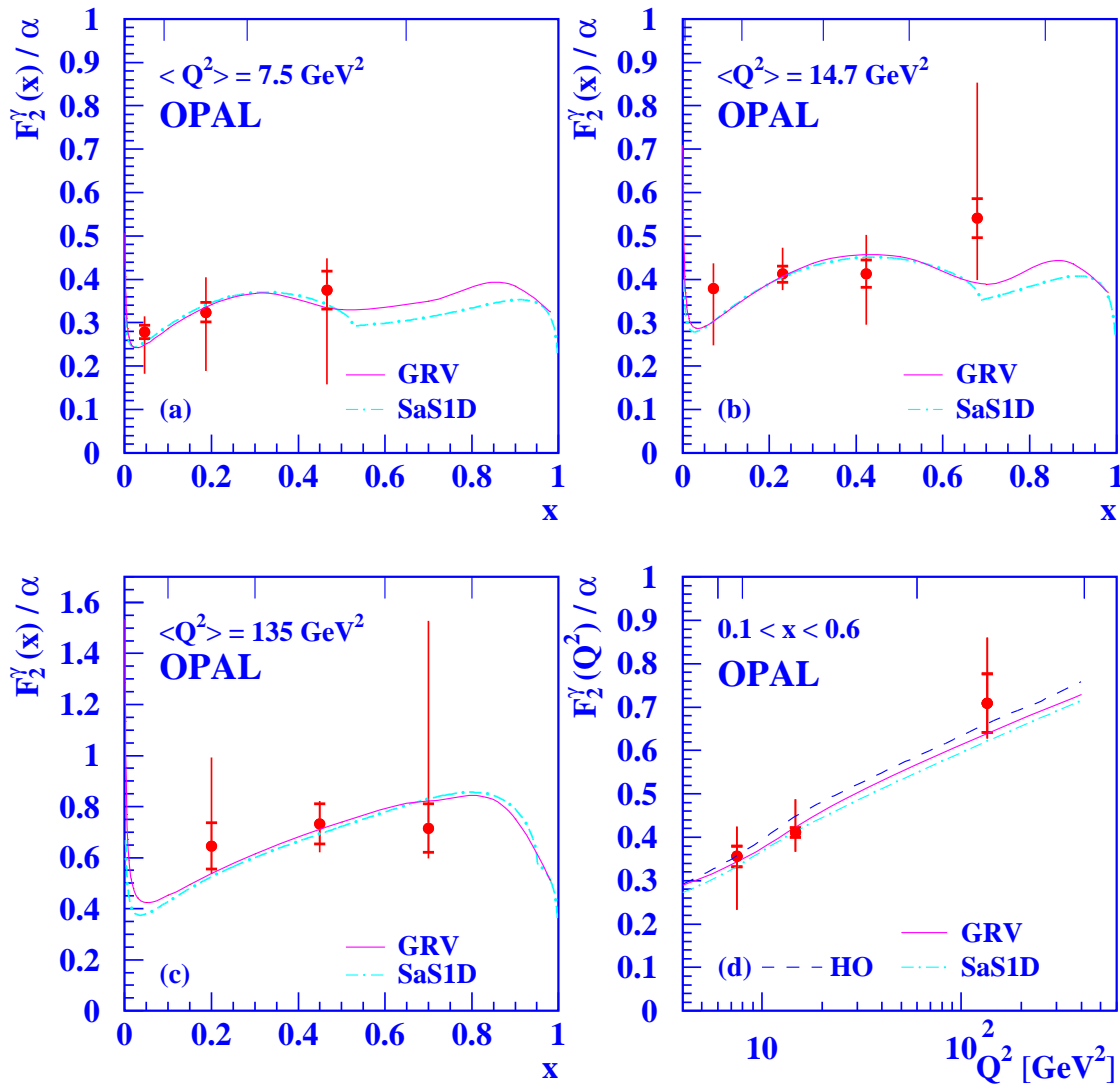 F₂^γ(x) / α
1
0.9
0.8
0.7
0.6
0.5
0.4
0.3
0.2
0.1
0
< Q² > = 7.5 GeV²
OPAL
GRV
SaS1D
(a)
0 0.2 0.4 0.6 0.8 1
x
F₂^γ(x) / α
1
0.9
0.8
0.7
0.6
0.5
0.4
0.3
0.2
0.1
0
<Q²> = 14.7 GeV²
OPAL
GRV
SaS1D
(b)
0 0.2 0.4 0.6 0.8 1
x
F₂^γ(x) / α
1.6
1.4
1.2
1
0.8
0.6
0.4
0.2
0
<Q²> = 135 GeV²
OPAL
GRV
SaS1D
(c)
0 0.2 0.4 0.6 0.8 1
x
F₂^γ(Q²) / α
1
0.9
0.8
0.7
0.6
0.5
0.4
0.3
0.2
0.1
0
0.1 < x < 0.6
OPAL
GRV
(d) HO SaS1D
10 10²
Q² [GeV²]